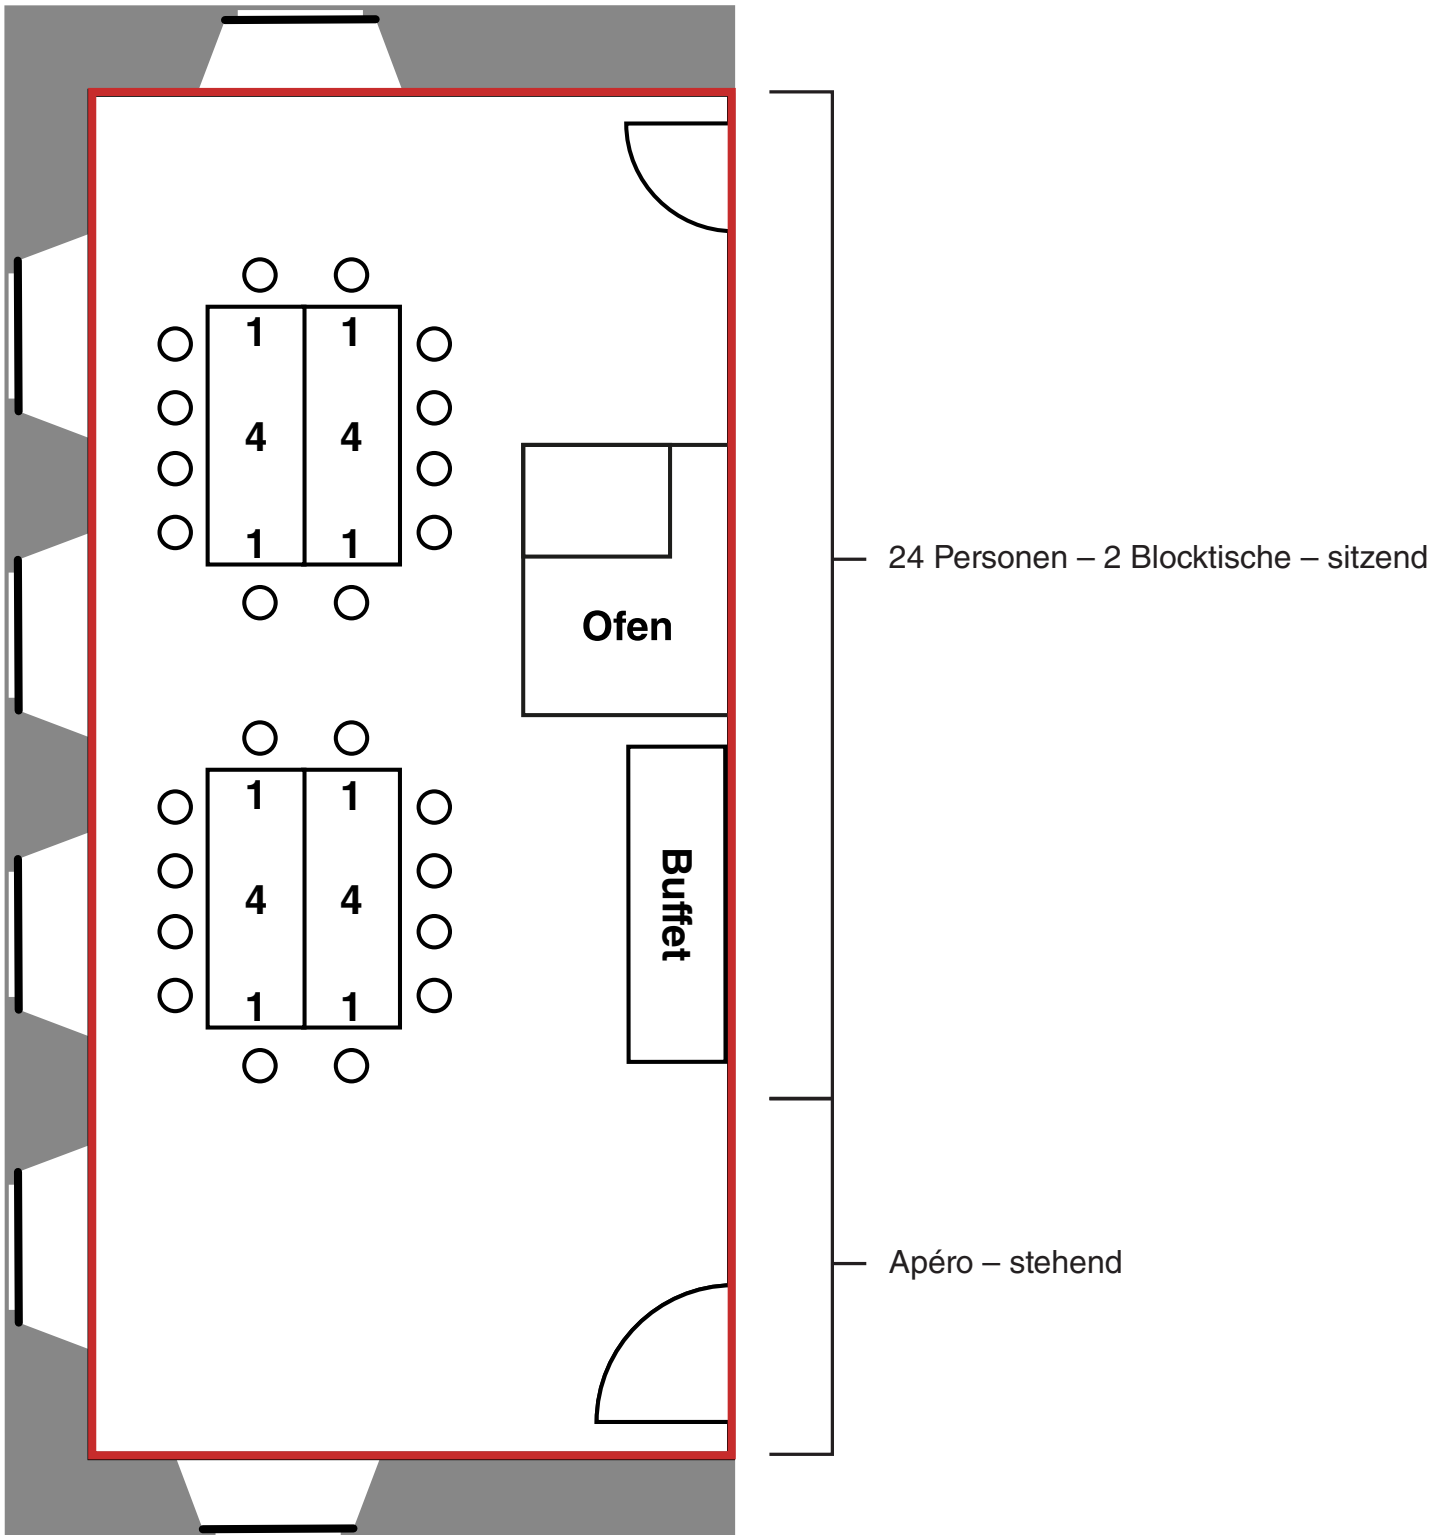 1 1
4 4
1 1
24 Personen – 2 Blocktische – sitzend
Ofen
1 1
4 4
1 1
Buffet
Apéro – stehend